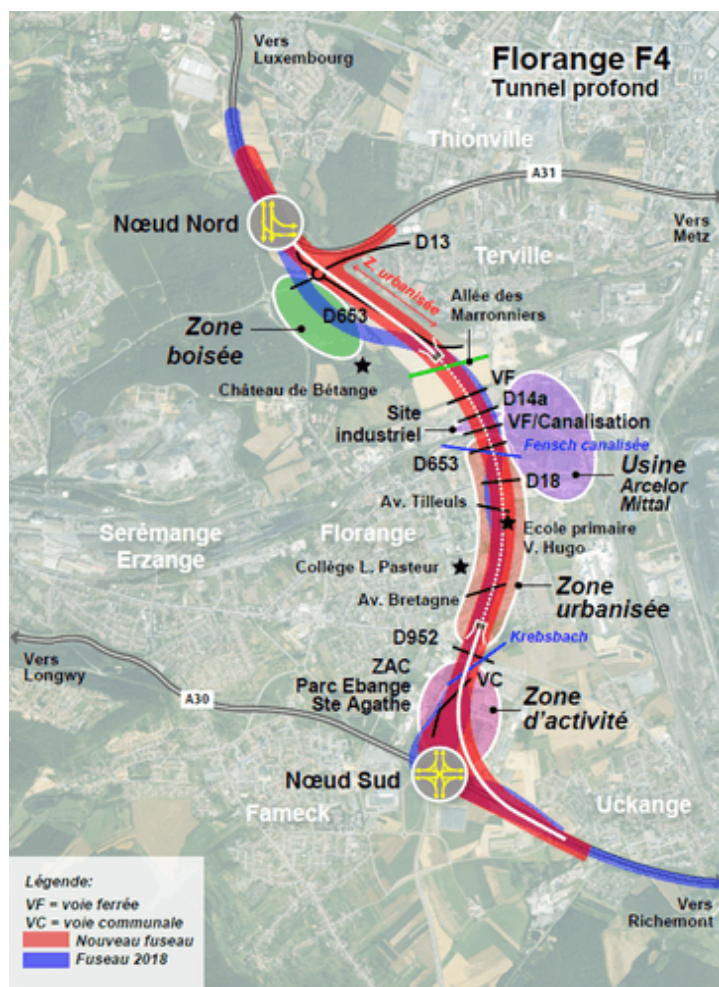 Vers
Luxembourg
Florange F4
Tunnel profond
Thionville
A31
Nœud Nord
Vers
Metz
D13
Terville
Z. urbanisée
Allée des
Marronniers
D653
Zone
boisée
VF
Château de Bétange
D14a
Site
industriel
VF/Canalisation
Fensch canalisée
D653
Usine
Arcelor
Mittal
D18
Av. Tilleuls
Serémange
Erzange
Florange
Ecole primaire
V. Hugo
Collège L. Pasteur
Zone
urbanisée
Av. Bretagne
D952
Krebsbach
Vers
Longwy
ZAC
Parc Ebange
Ste Agathe
VC
A30
Zone
d'activité
Nœud Sud
Fameck
Uckange
Légende:
VF = voie ferrée
VC = voie communale
Nouveau fuseau
Fuseau 2018
Vers
Richemont